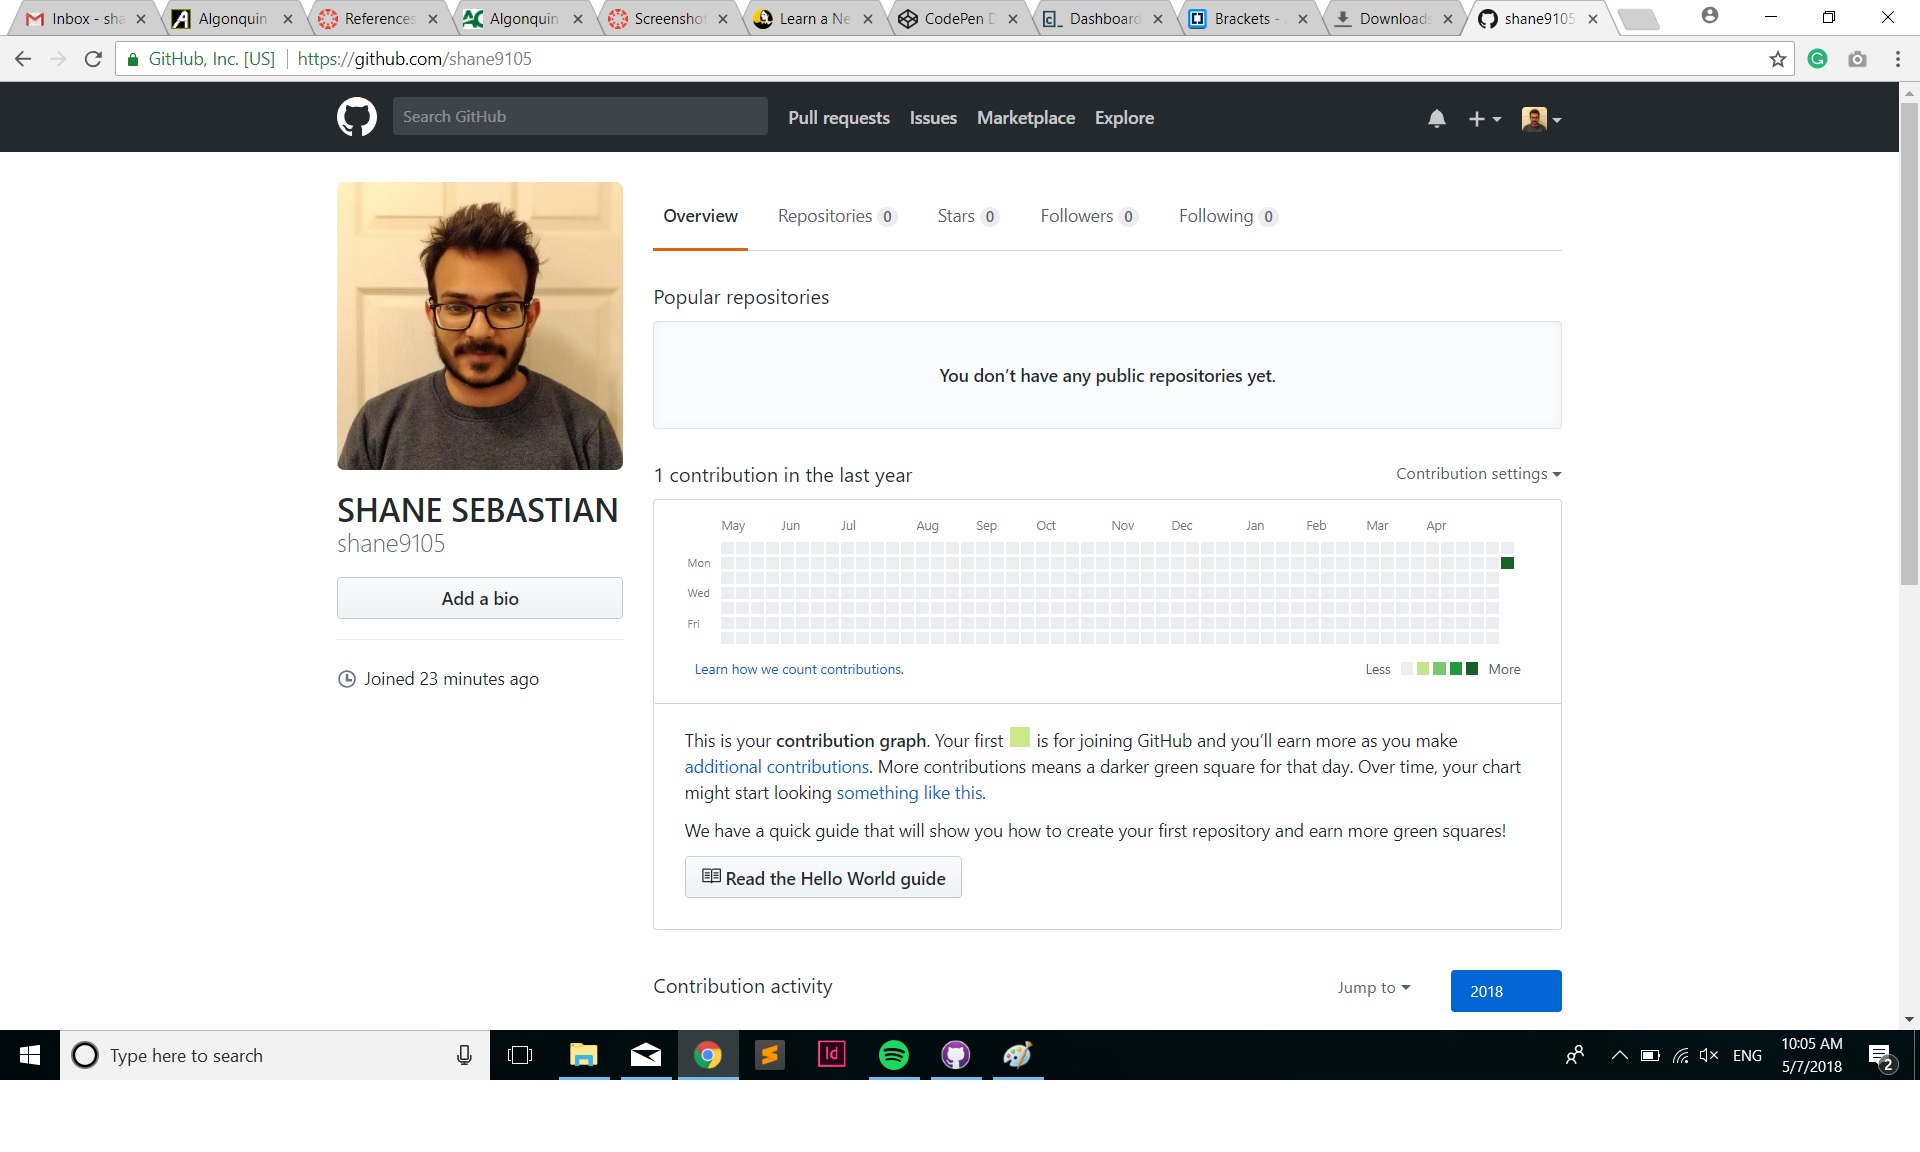 Inbox - sha
Algonquin
References
Algonquin
Screenshot
Learn a Ne
CodePen D
Dashboard
Brackets -
Downloads
shane9105
GitHub, Inc. [US]
https://github.com/shane9105
Search GitHub
Pull requests
Issues
Marketplace
Explore
Overview
Repositories 0
Stars 0
Followers 0
Following 0
Popular repositories
You don’t have any public repositories yet.
SHANE SEBASTIAN
shane9105
Add a bio
Joined 23 minutes ago
1 contribution in the last year
Contribution settings
May Jun Jul Aug Sep Oct Nov Dec Jan Feb Mar Apr
Mon
Wed
Fri
Learn how we count contributions.
Less More
This is your contribution graph. Your first is for joining GitHub and you’ll earn more as you make
additional contributions. More contributions means a darker green square for that day. Over time, your chart
might start looking something like this.
We have a quick guide that will show you how to create your first repository and earn more green squares!
Read the Hello World guide
Contribution activity
Jump to
2018
Type here to search
Id
ENG
10:05 AM
5/7/2018
2